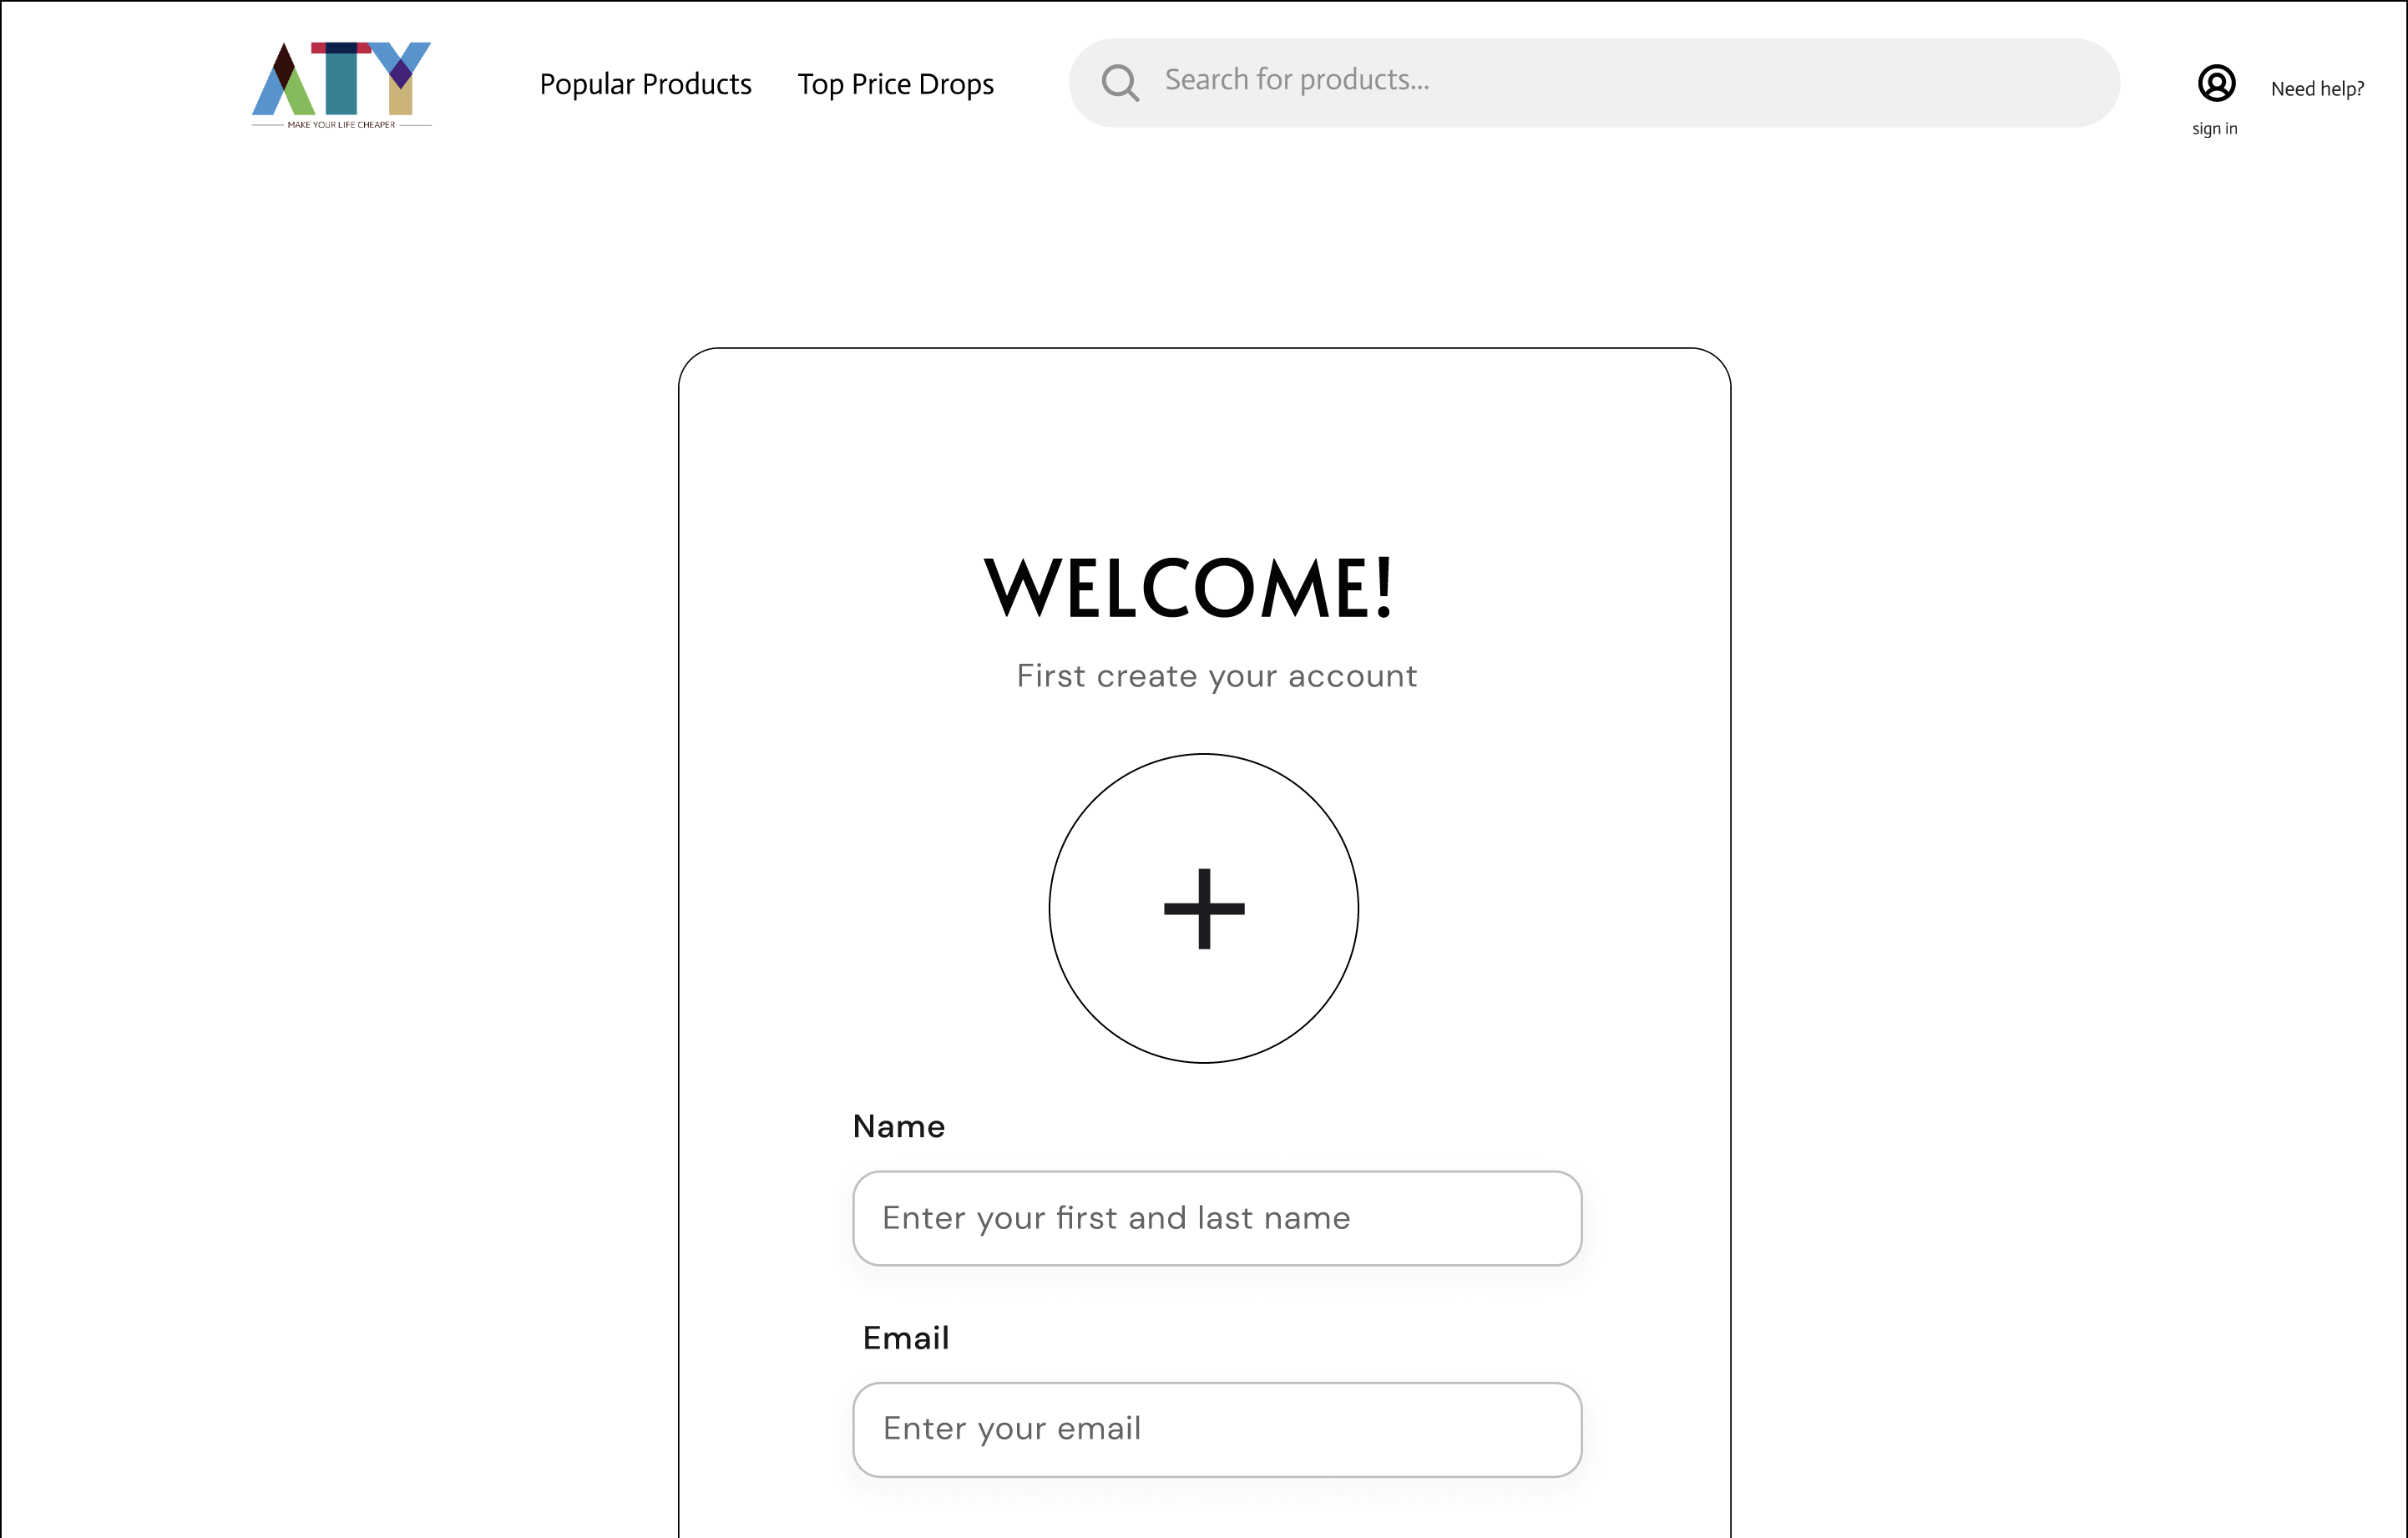 ATY
MAKE YOUR LIFE CHEAPER
Popular Products
Top Price Drops
Search for products...
sign in
Need help?
WELCOME!
First create your account
Name
Enter your first and last name
Email
Enter your email